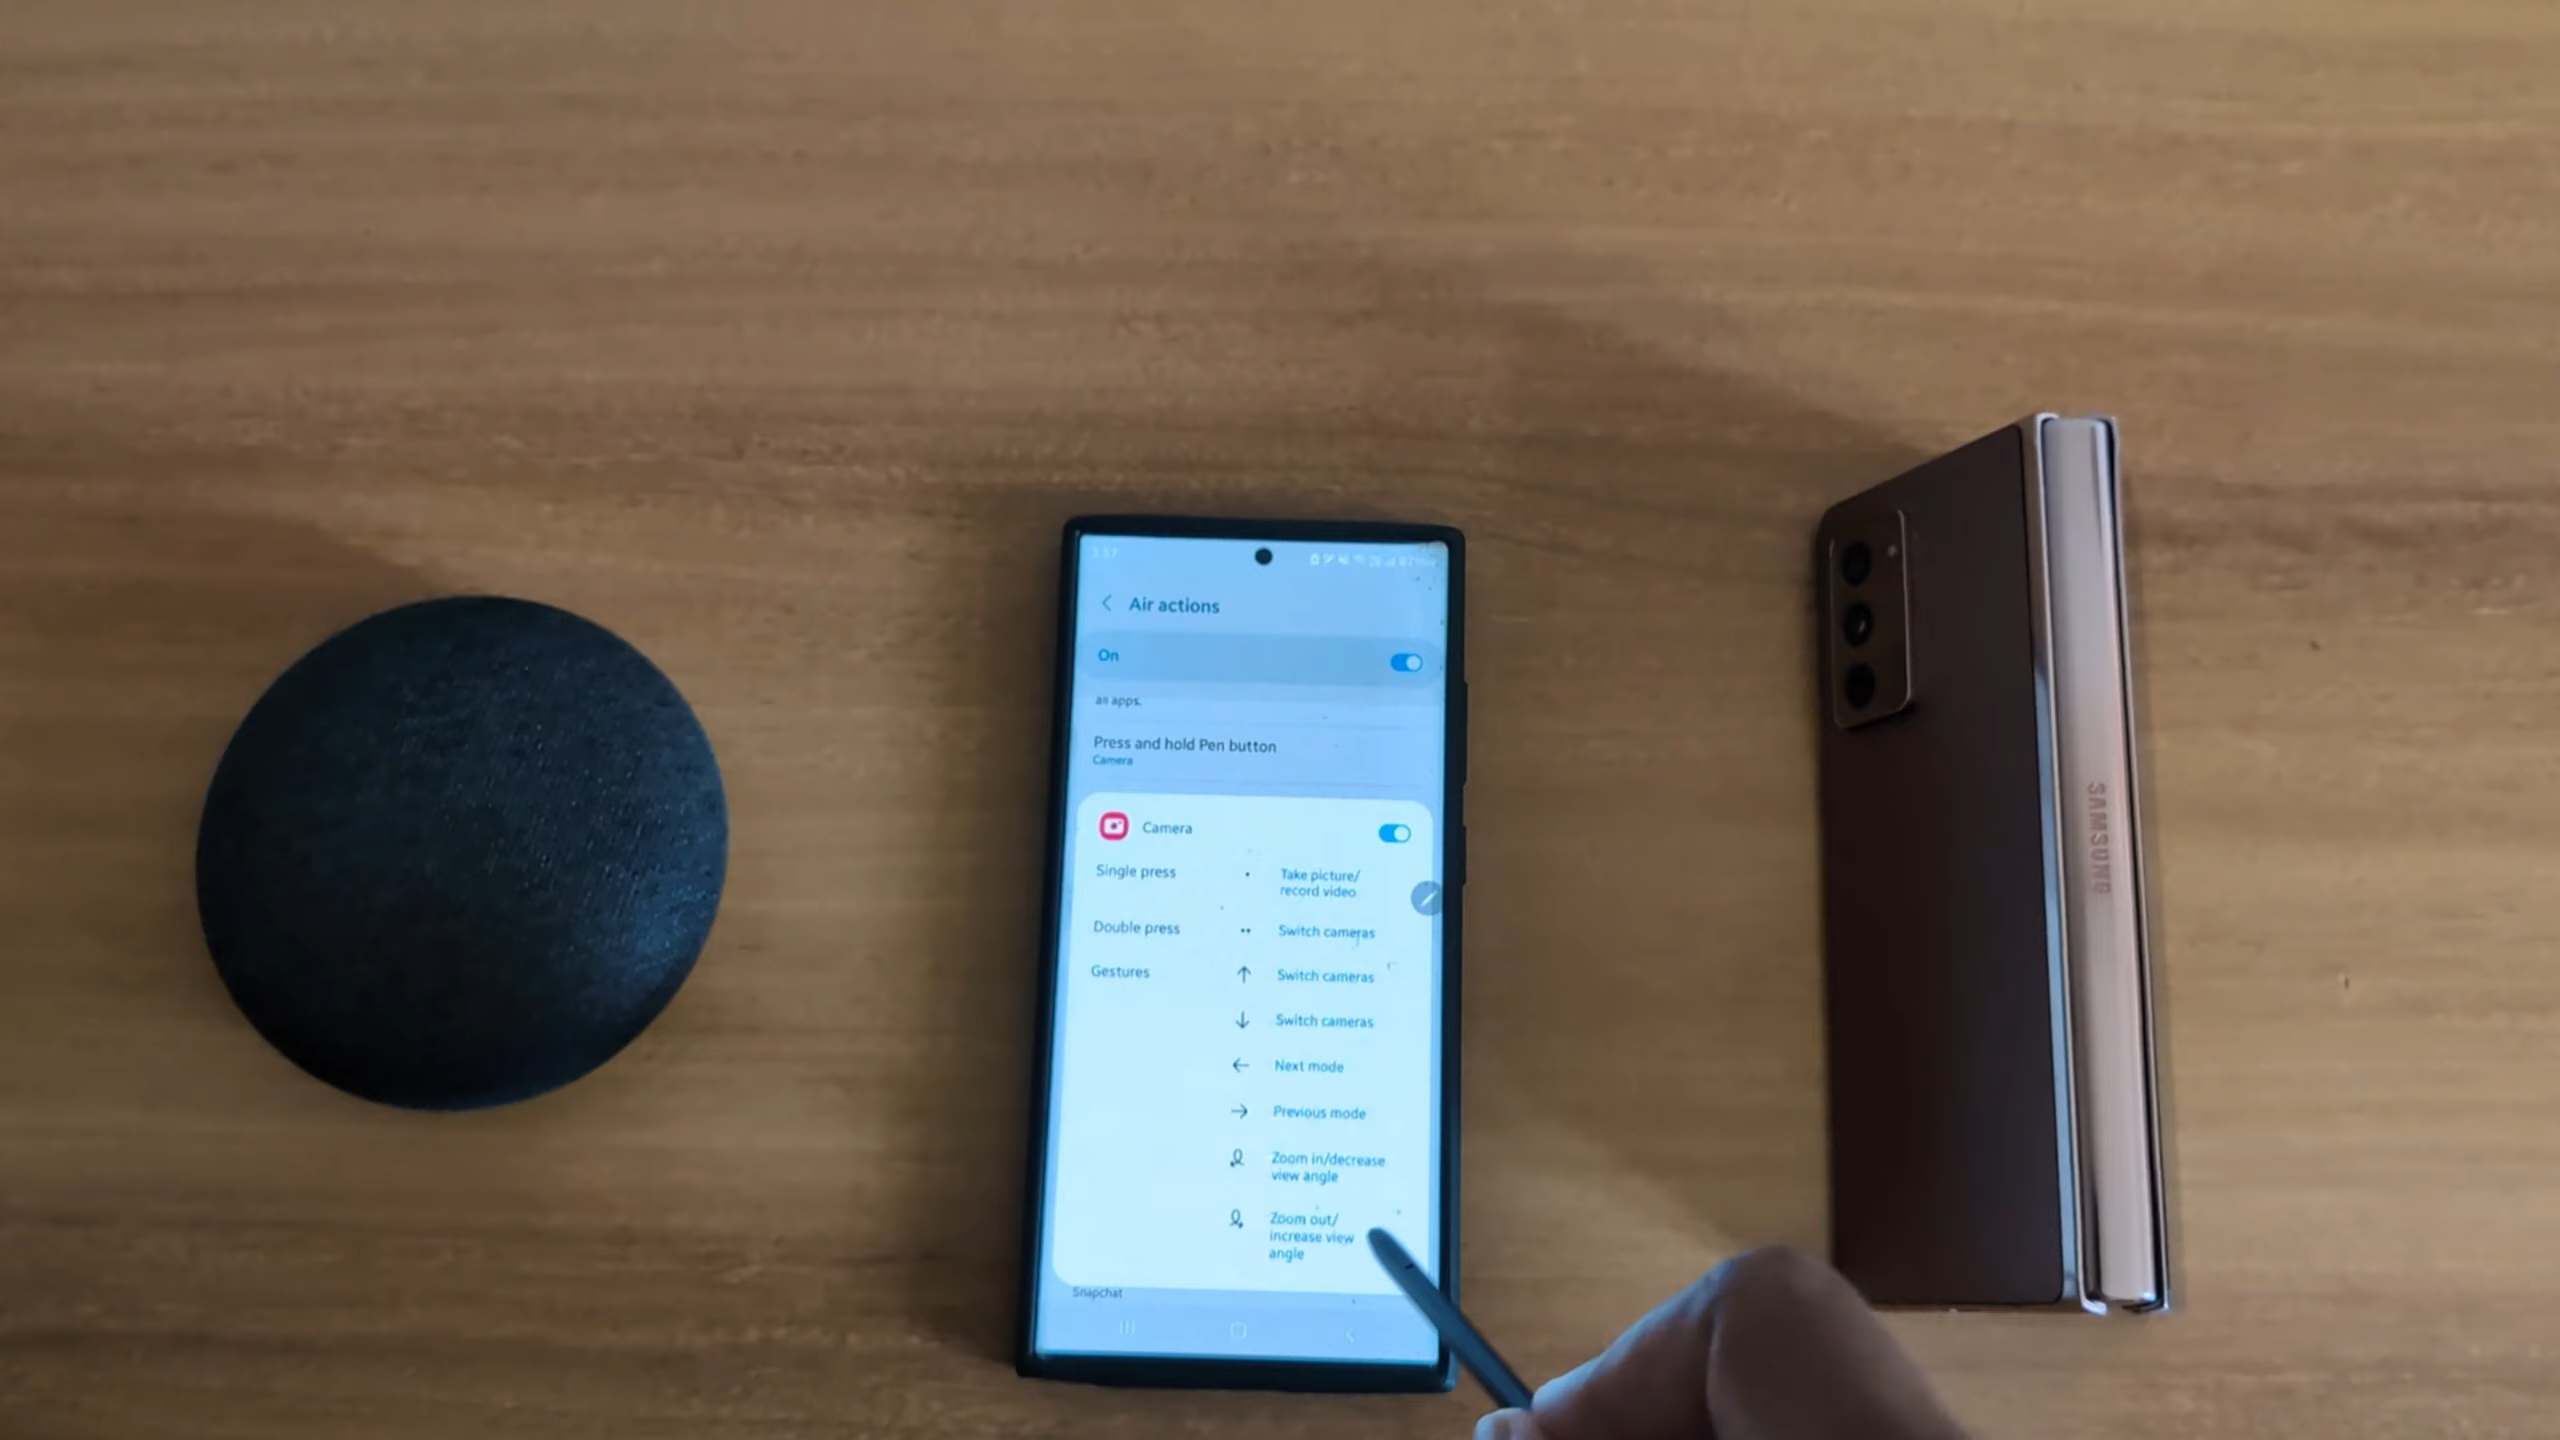 3:57
Air actions
On
all apps.
Press and hold Pen button
Camera
Camera
Single press
Take picture/
record video
Double press
Switch cameras
Gestures
Switch cameras
Switch cameras
Next mode
Previous mode
Zoom in/decrease
view angle
Zoom out/
increase view
angle
Snapchat
SAMSUNG